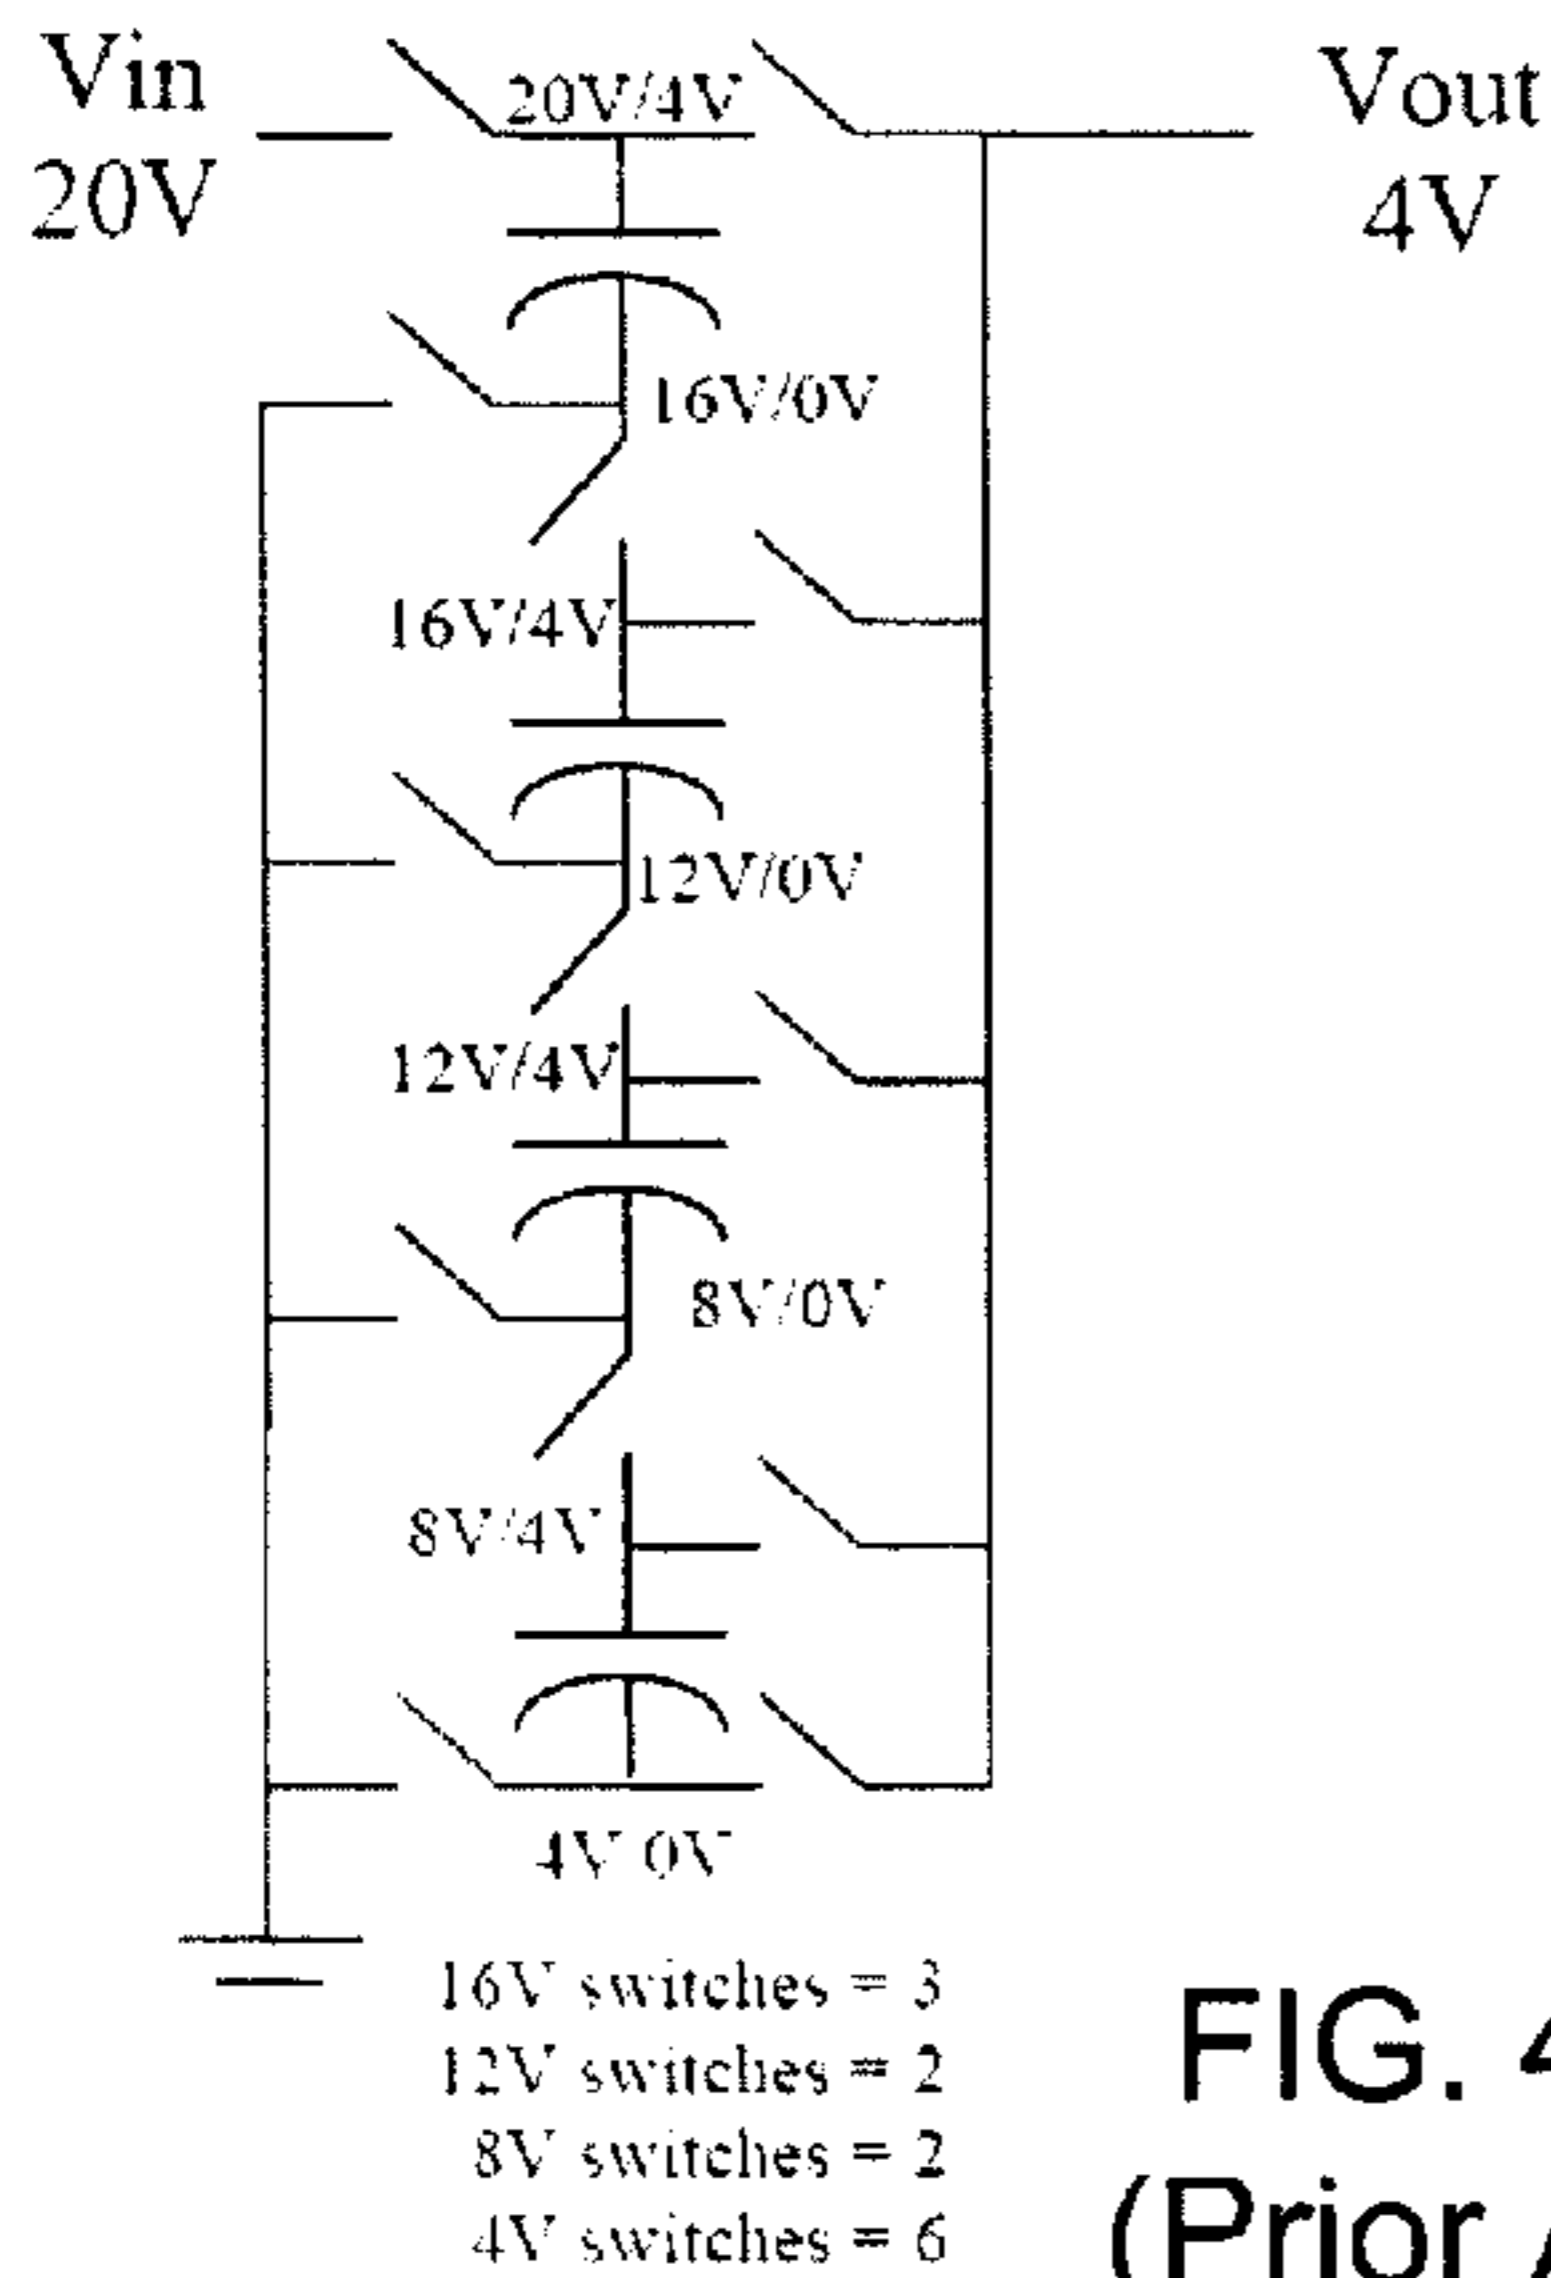 Vin
20V
20V/4V
Vout
4V
16V/0V
16V/4V
12V/0V
12V/4V
8V/0V
8V/4V
4V 0V
16V switches = 3
12V switches = 2
8V switches = 2
4V switches = 6
FIG. 4
(Prior